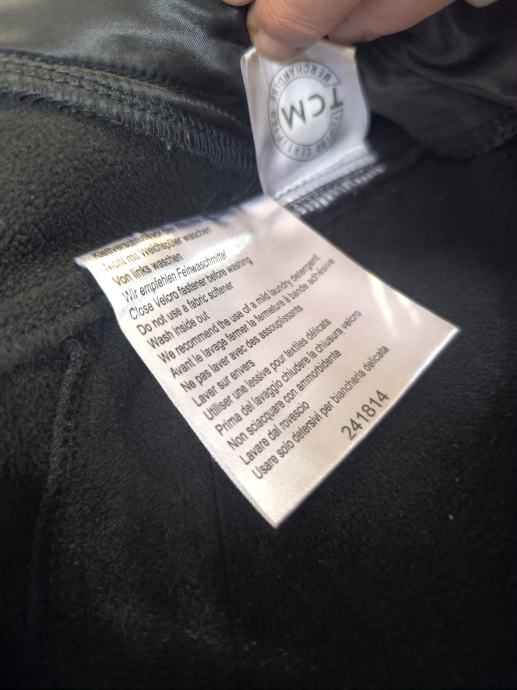 TCM
MERCHANDISE
Klettverschluss vor der
Nicht mit Weichspüler waschen
Von links waschen
Wir empfehlen Feinwaschmittel
Close Velcro fastener before washing
Do not use a fabric softener
Wash inside out
We recommend the use of a mild laundry detergent
Avant le lavage fermer la fermeture à bande adhésive
Ne pas laver avec des assouplissants
Laver sur envers
Utiliser une lessive pour textiles délicats
Prima del lavaggio chiudere la chiusura velcro
Non sciacquare con ammorbidente
Lavare dal rovescio
Usare solo detersivi per biancheria delicata
241814